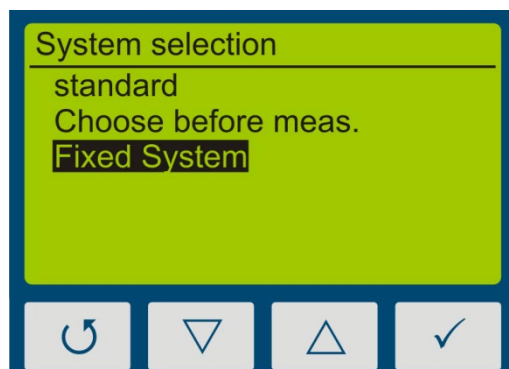 System selection
standard
Choose before meas.
Fixed System